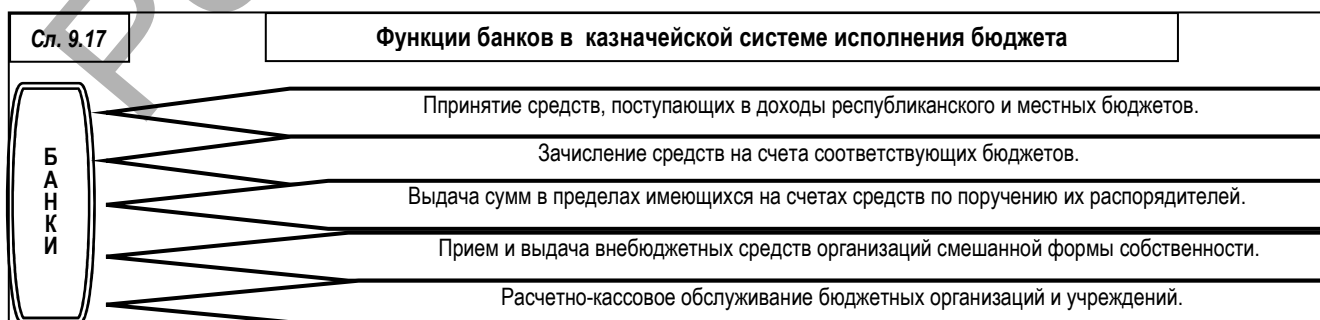 Сл. 9.17
Функции банков в казначейской системе исполнения бюджета
БАНКИ
Ппринятие средств, поступающих в доходы республиканского и местных бюджетов.
Зачисление средств на счета соответствующих бюджетов.
Выдача сумм в пределах имеющихся на счетах средств по поручению их распорядителей.
Прием и выдача внебюджетных средств организаций смешанной формы собственности.
Расчетно-кассовое обслуживание бюджетных организаций и учреждений.